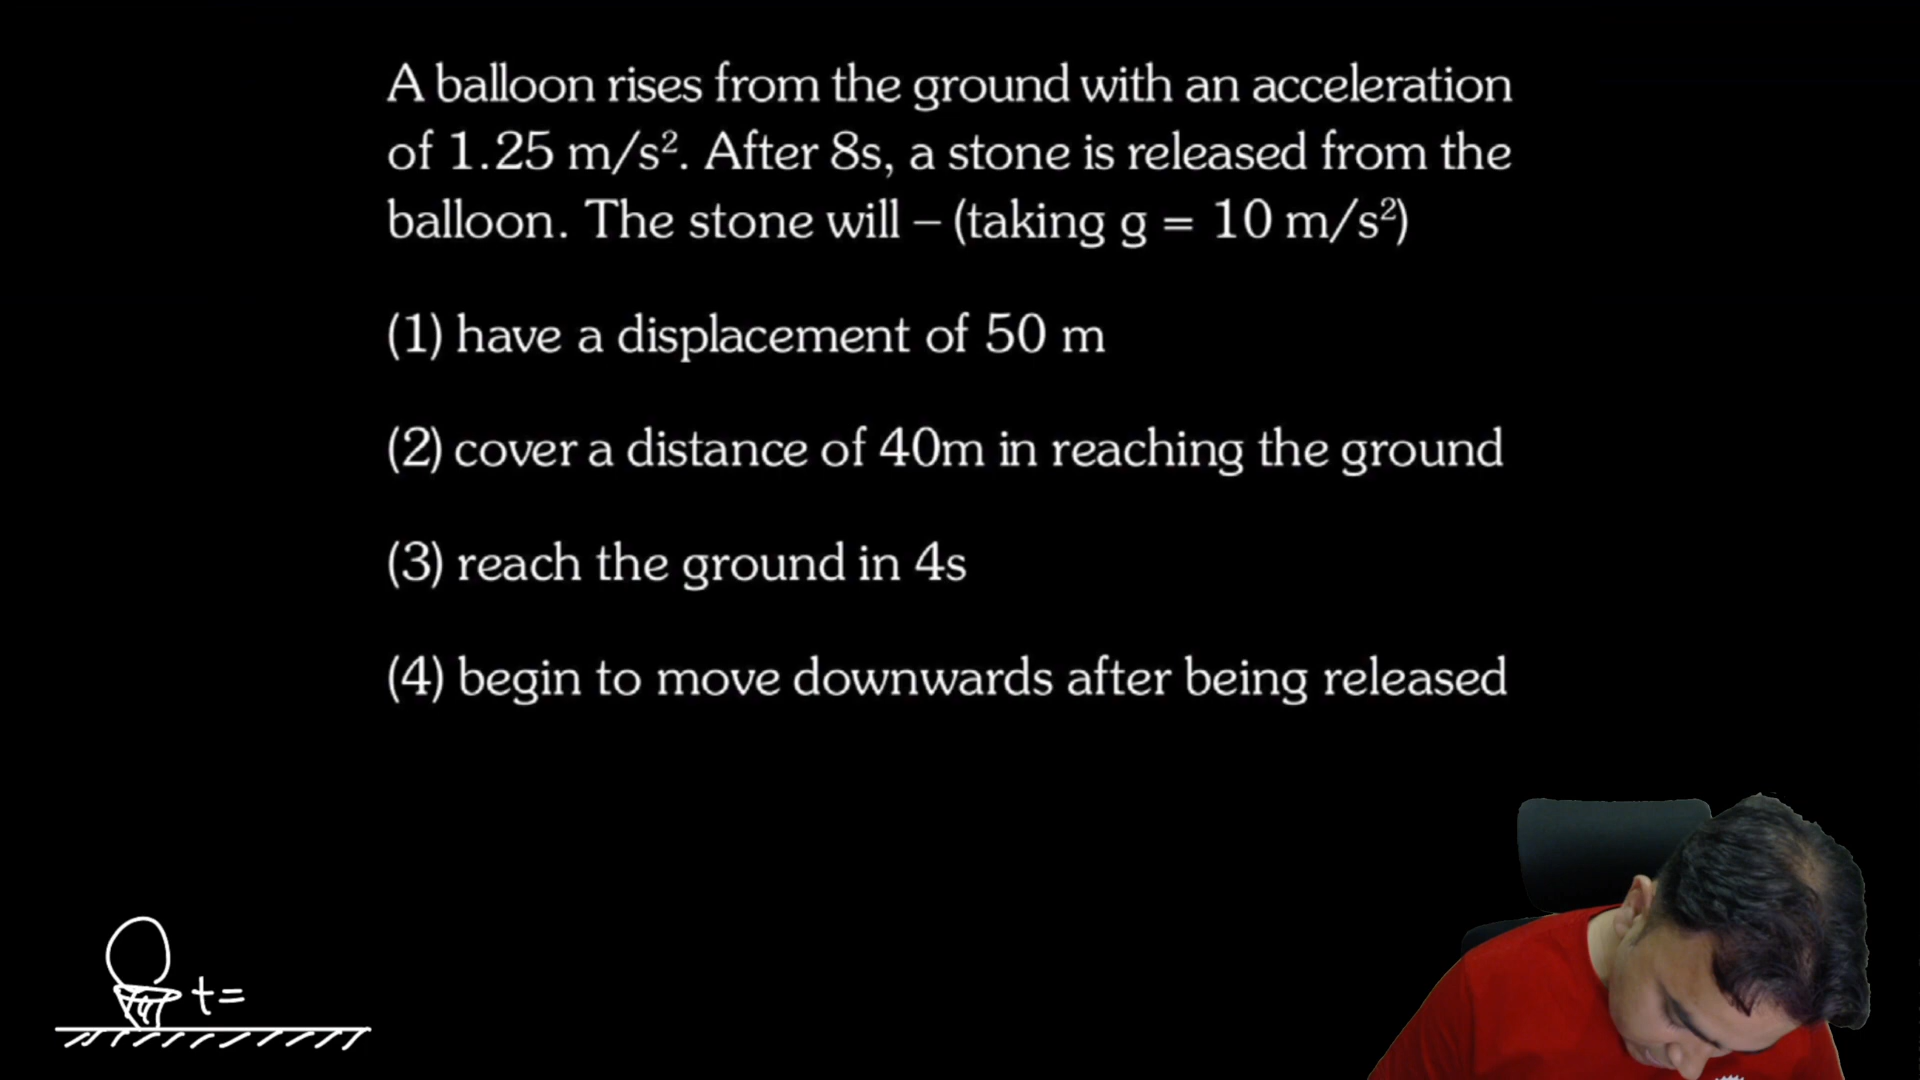 A balloon rises from the ground with an acceleration
of 1.25 m/s². After 8s, a stone is released from the
balloon. The stone will – (taking g = 10 m/s²)
(1) have a displacement of 50 m
(2) cover a distance of 40m in reaching the ground
(3) reach the ground in 4s
(4) begin to move downwards after being released
t=